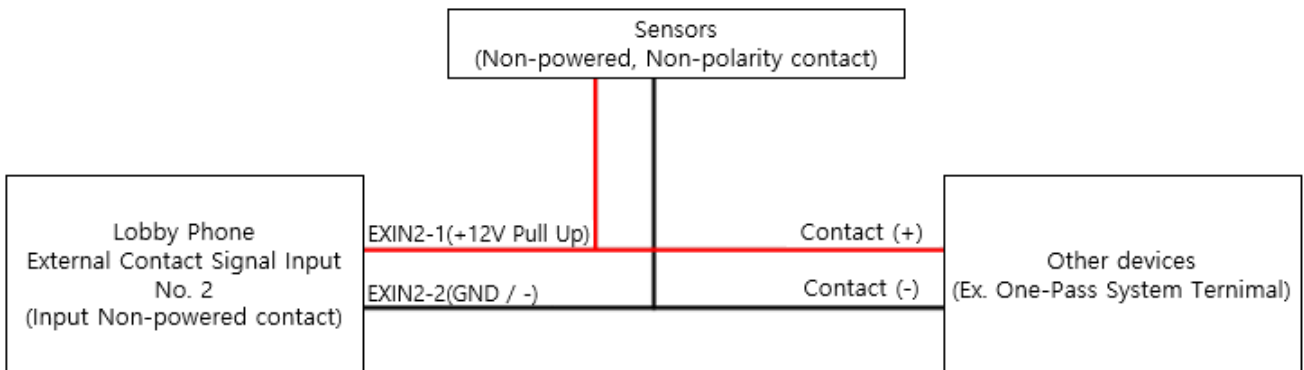 Sensors
(Non-powered, Non-polarity contact)
Lobby Phone
External Contact Signal Input
No. 2
(Input Non-powered contact)
EXIN2-1(+12V Pull Up)
EXIN2-2(GND / -)
Contact (+)
Contact (-)
Other devices
(Ex. One-Pass System Ternimal)